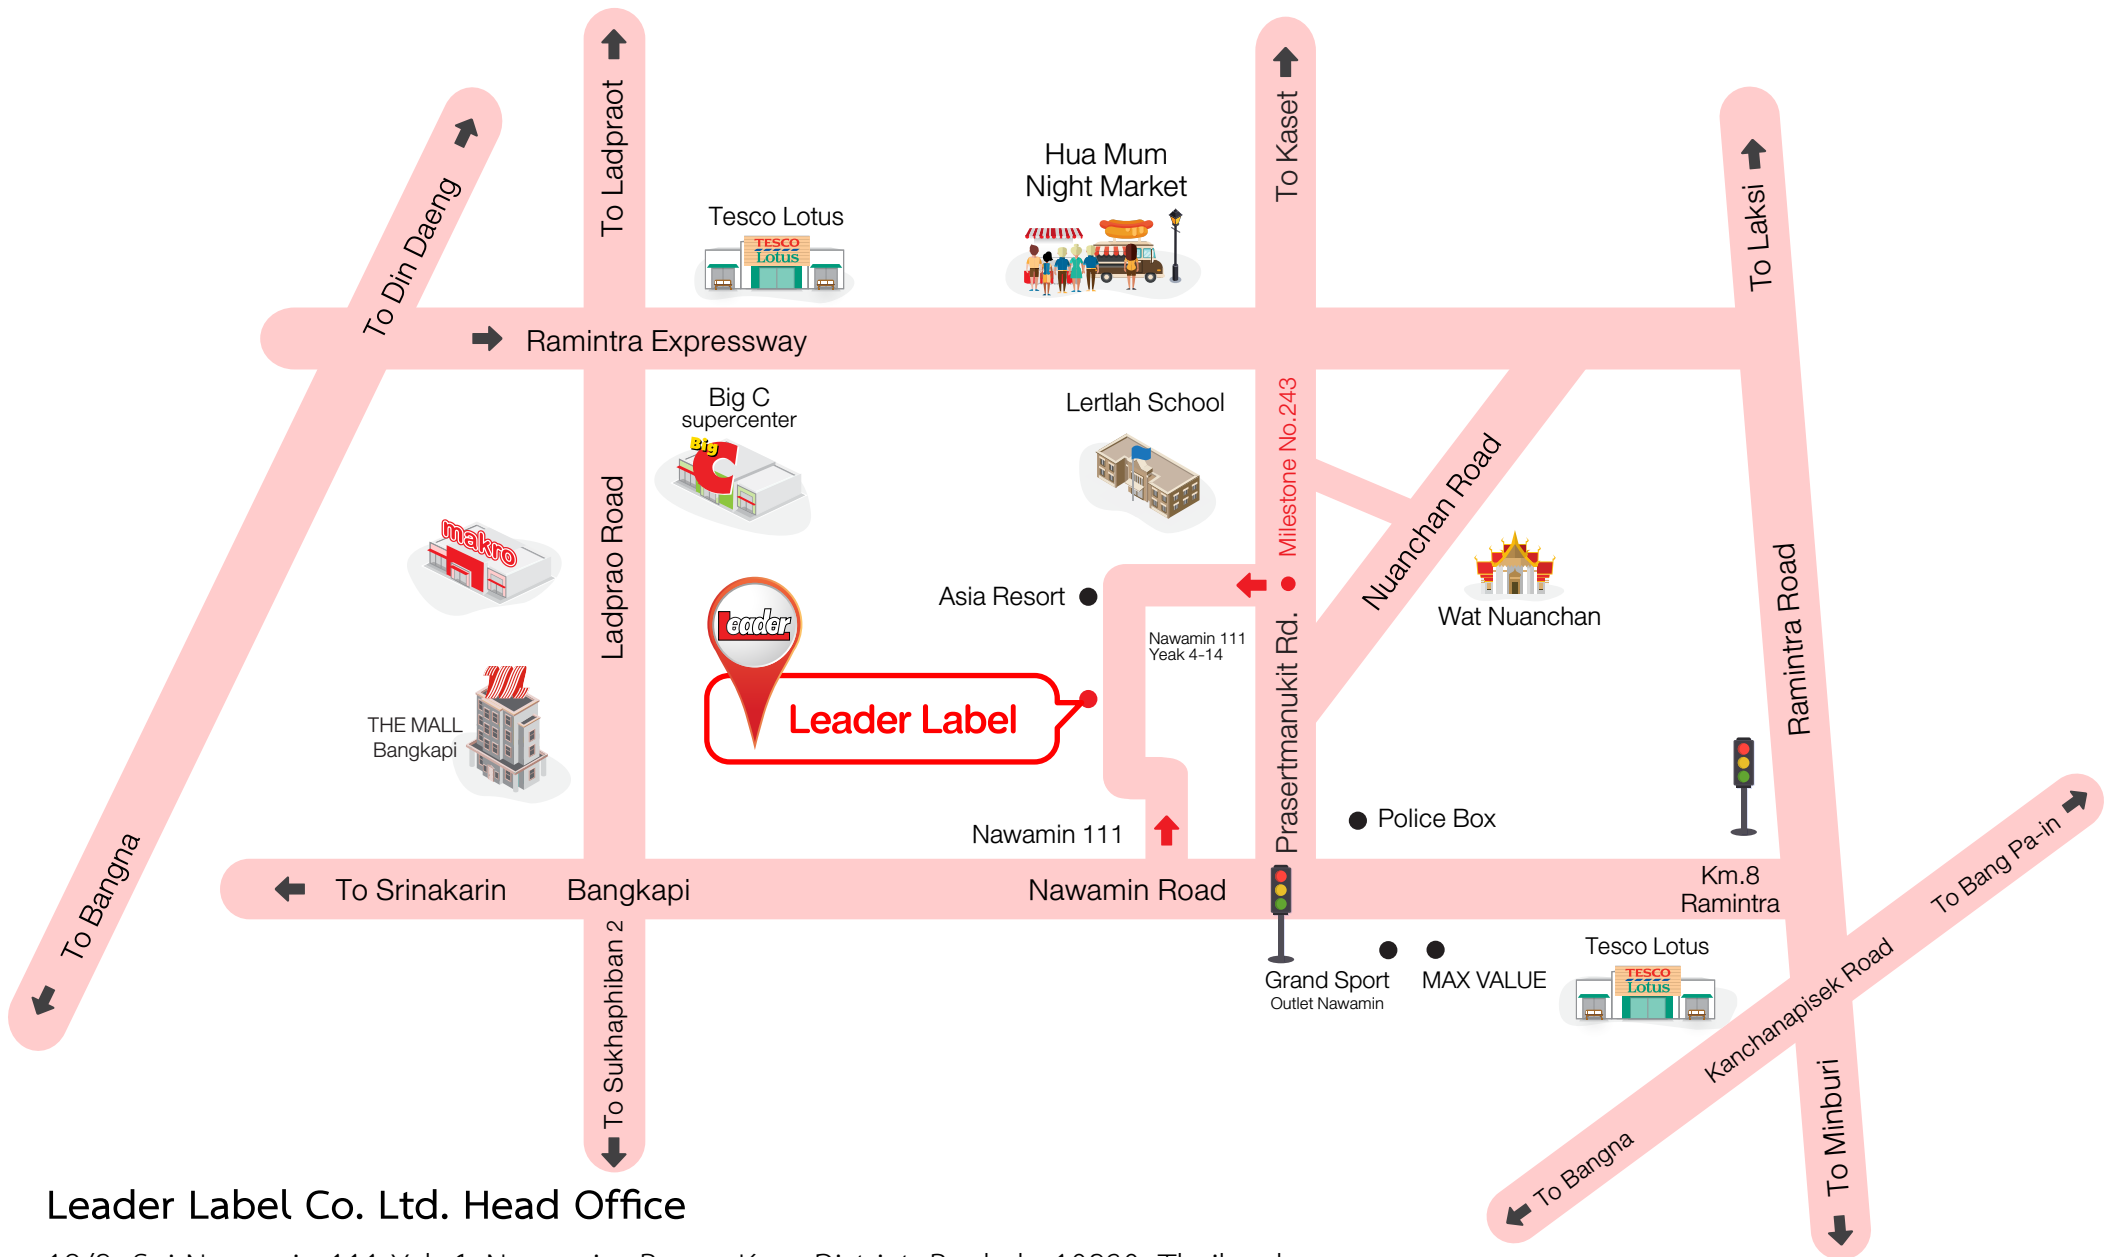 To Ladpraot
To Kaset
To Din Daeng
To Laksi
Hua Mum
Night Market
Tesco Lotus
TESCO
Lotus
Ramintra Expressway
Big C
supercenter
Big
C
Lertlah School
Milestone No.243
Nuanchan Road
makro
Ladprao Road
Asia Resort
Leader
Nawamin 111
Yeak 4-14
Wat Nuanchan
Ramintra Road
Prasertmanukit Rd.
THE MALL
Bangkapi
Leader Label
Police Box
Nawamin 111
To Bangna
To Srinakarin
Bangkapi
Nawamin Road
Km.8
Ramintra
To Bang Pa-in
To Sukhaphiban 2
Grand Sport
Outlet Nawamin
MAX VALUE
Tesco Lotus
TESCO
Lotus
Kanchanapisek Road
To Bangna
To Minburi
Leader Label Co. Ltd. Head Office